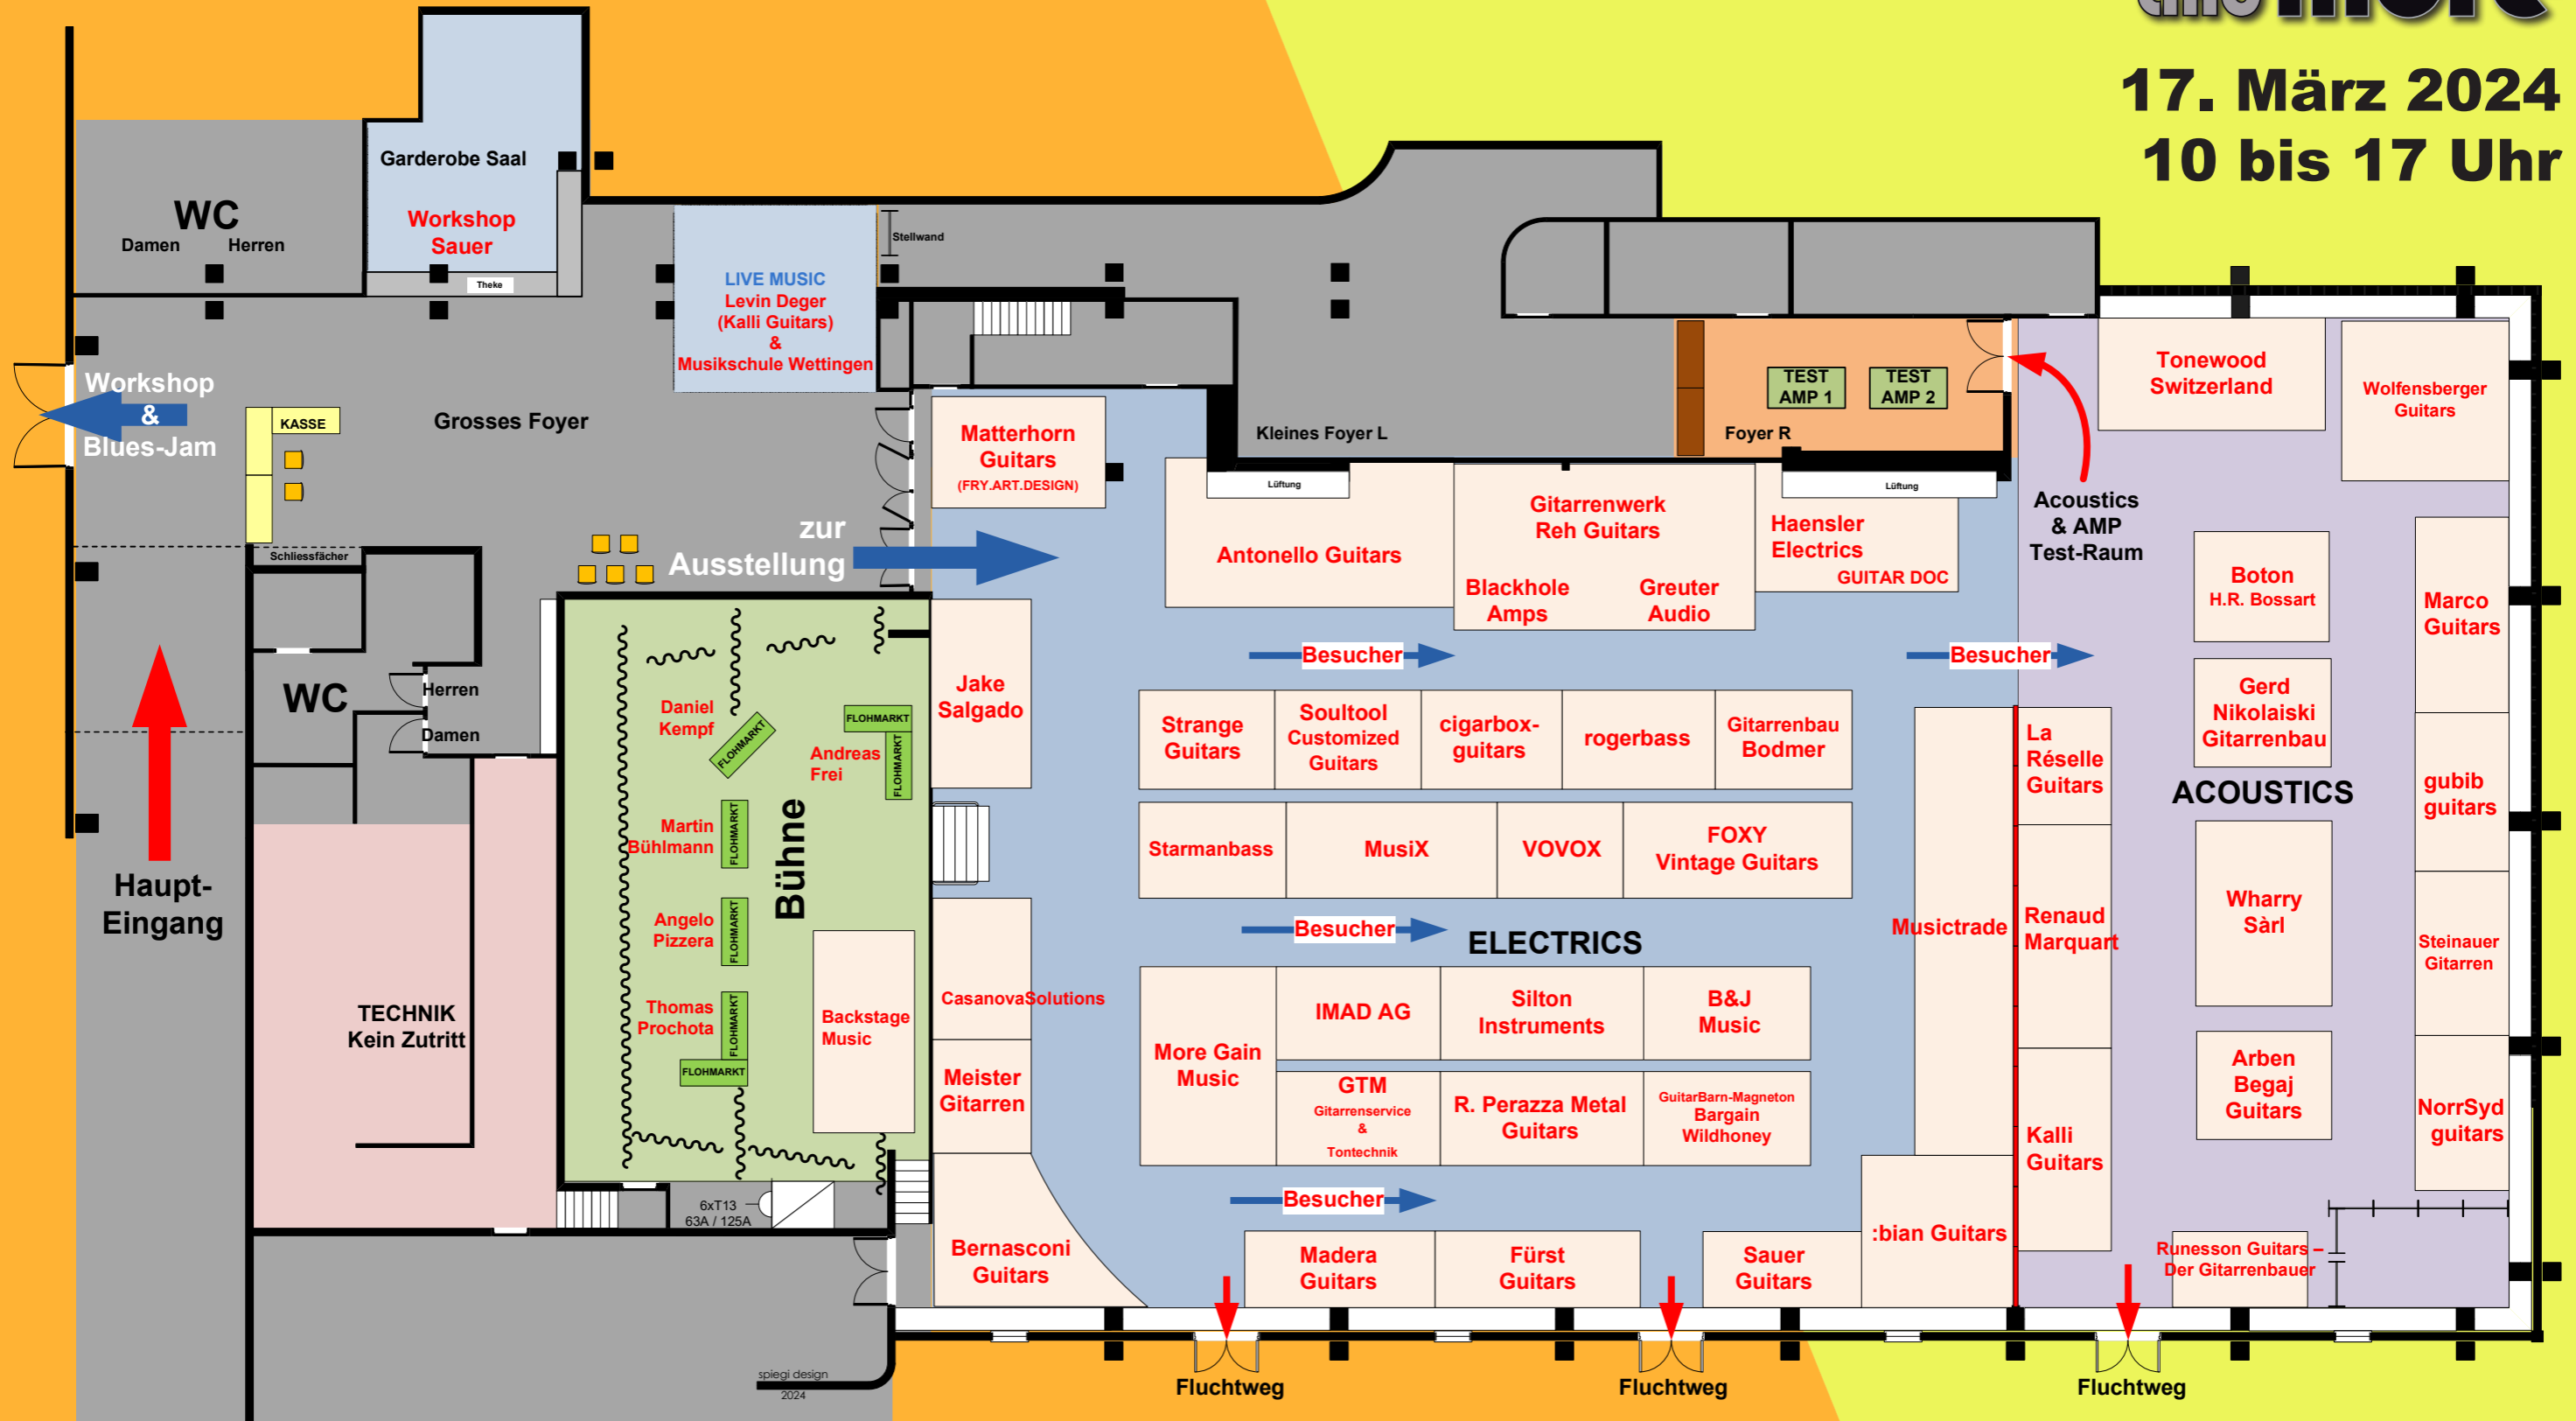 and more
17. März 2024
10 bis 17 Uhr
Garderobe Saal
Workshop
Sauer
Theke
WC
Damen Herren
Stellwand
LIVE MUSIC
Levin Deger
(Kalli Guitars)
&
Musikschule Wettingen
Workshop
&
Blues-Jam
KASSE
Grosses Foyer
Schliessfächer
zur
Ausstellung
Kleines Foyer L
Foyer R
TEST
AMP 1
TEST
AMP 2
Lüftung
Lüftung
Acoustics
& AMP
Test-Raum
WC
Herren
Damen
Haupt-
Eingang
TECHNIK
Kein Zutritt
Bühne
Daniel
Kempf
FLOHMARKT
FLOHMARKT
FLOHMARKT
Andreas
Frei
Martin
Bühlmann
FLOHMARKT
Angelo
Pizzera
FLOHMARKT
Thomas
Prochota
FLOHMARKT
FLOHMARKT
Backstage
Music
6xT13
63A / 125A
spiegi design
2024
Matterhorn
Guitars
(FRY.ART.DESIGN)
Antonello Guitars
Gitarrenwerk
Reh Guitars
Blackhole
Amps
Greuter
Audio
Haensler
Electrics
GUITAR DOC
Besucher
Besucher
Jake
Salgado
Strange
Guitars
Soultool
Customized
Guitars
cigarbox-
guitars
rogerbass
Gitarrenbau
Bodmer
Starmanbass
MusiX
VOVOX
FOXY
Vintage Guitars
Besucher
ELECTRICS
Musictrade
CasanovaSolutions
Meister
Gitarren
Bernasconi
Guitars
More Gain
Music
IMAD AG
Silton
Instruments
B&J
Music
GTM
Gitarrenservice
&
Tontechnik
R. Perazza Metal
Guitars
GuitarBarn-Magneton
Bargain
Wildhoney
Besucher
Madera
Guitars
Fürst
Guitars
Sauer
Guitars
:bian Guitars
Tonewood
Switzerland
Wolfensberger
Guitars
Boton
H.R. Bossart
Marco
Guitars
Gerd
Nikolaiski
Gitarrenbau
La
Réselle
Guitars
ACOUSTICS
gubib
guitars
Renaud
Marquart
Wharry
Sàrl
Steinauer
Gitarren
Arben
Begaj
Guitars
Kalli
Guitars
NorrSyd
guitars
Runesson Guitars –
Der Gitarrenbauer
Fluchtweg
Fluchtweg
Fluchtweg